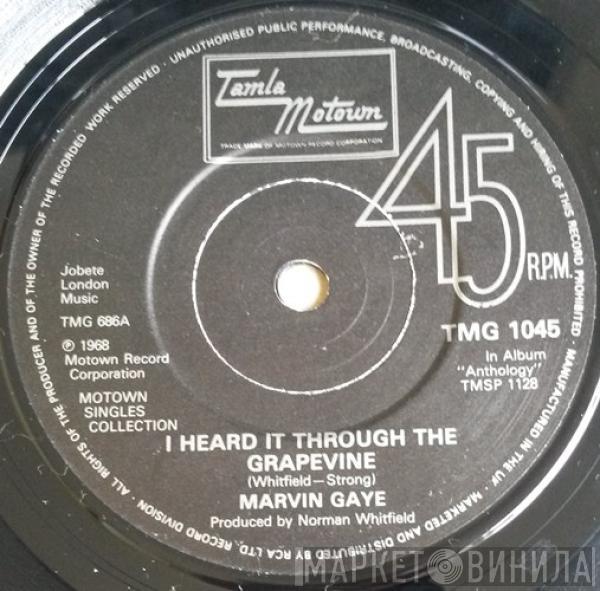 ALL RIGHTS OF THE PRODUCER AND OF THE OWNER OF THE RECORDED WORK RESERVED · UNAUTHORISED PUBLIC PERFORMANCE, BROADCASTING, COPYING AND HIRING OF THIS RECORD PROHIBITED · MANUFACTURED IN THE UK · MARKETED AND DISTRIBUTED BY RCA LTD. RECORD DIVISION ·
Tamla
Motown
TRADE MARK OF MOTOWN RECORD CORPORATION
45
R.P.M.
Jobete
London
Music
TMG 686A
℗ 1968
Motown Record
Corporation
MOTOWN
SINGLES
COLLECTION
TMG 1045
In Album
"Anthology"
TMSP 1128
I HEARD IT THROUGH THE
GRAPEVINE
(Whitfield—Strong)
MARVIN GAYE
Produced by Norman Whitfield
МАРКЕТ ВИНИЛА